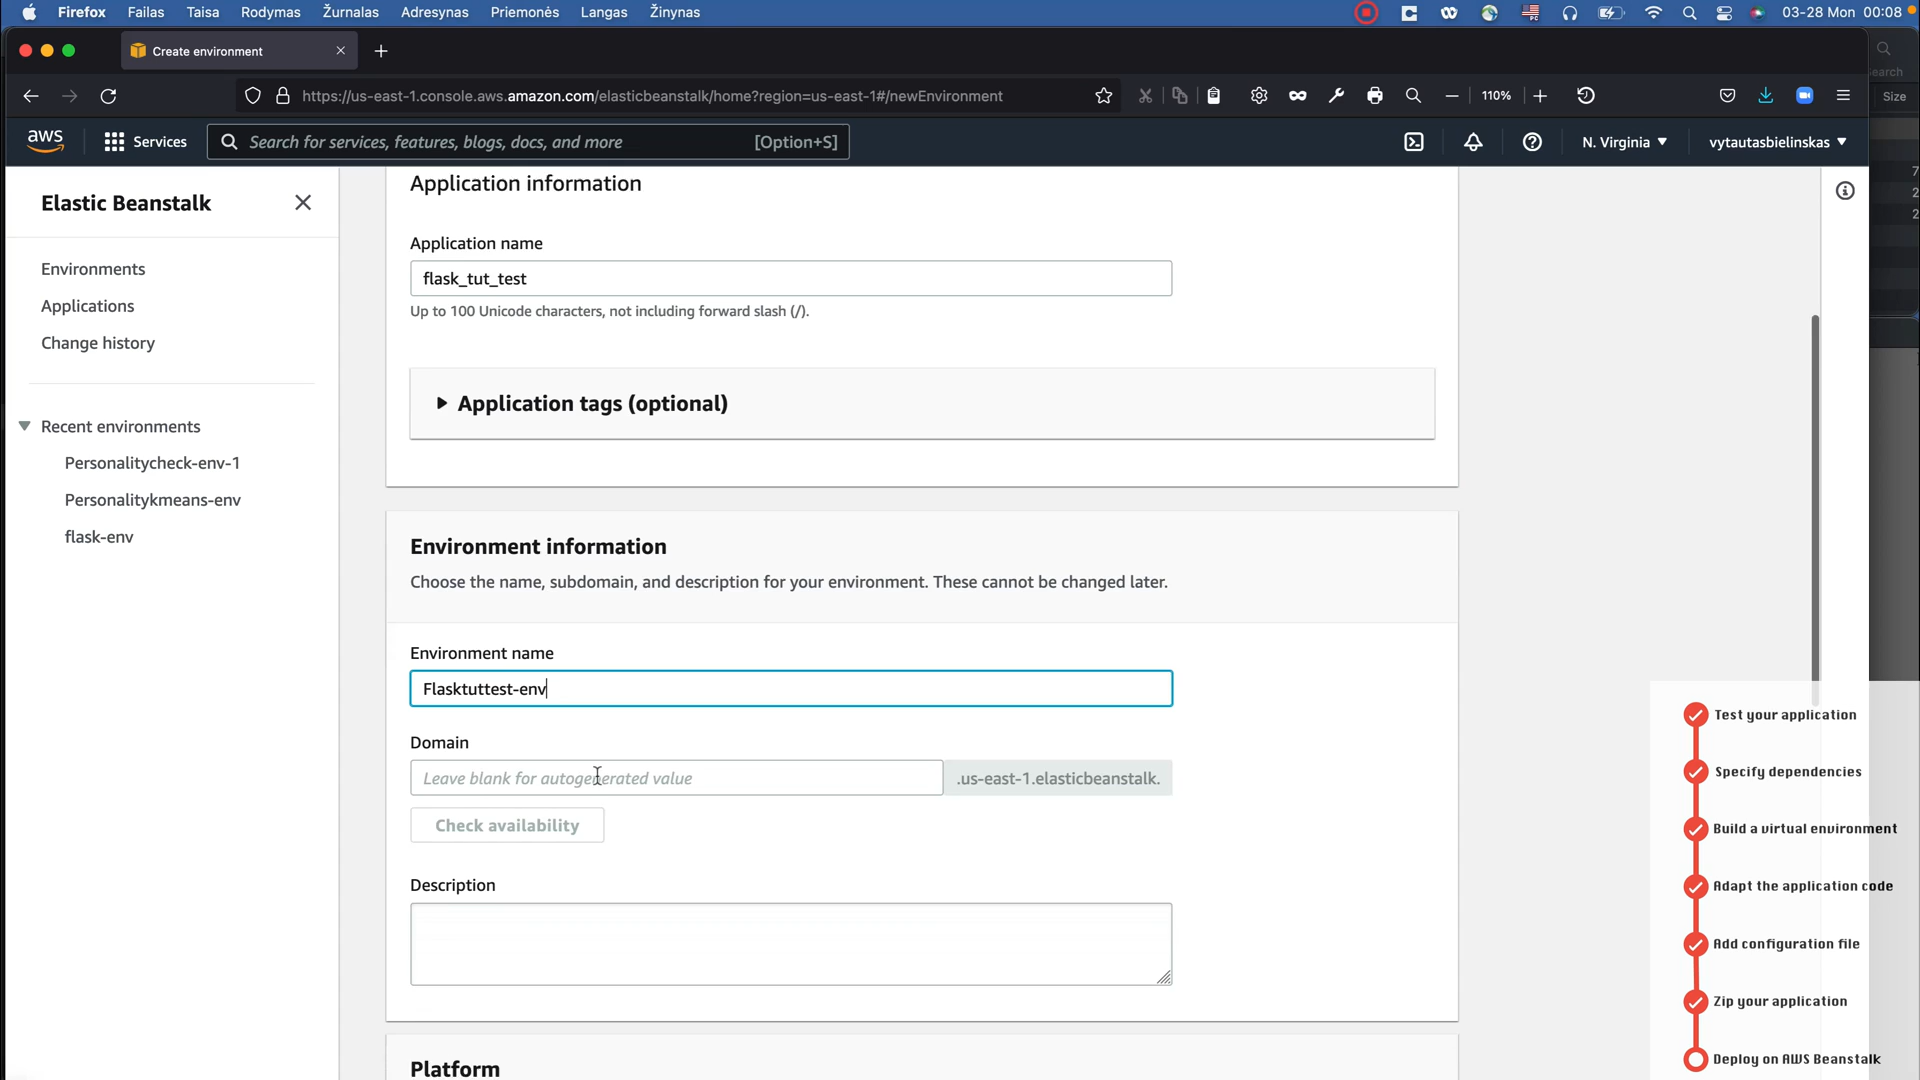 Firefox Failas Taisa Rodymas Žurnalas Adresynas Priemonės Langas Žinynas 03-28 Mon 00:08
Create environment
https://us-east-1.console.aws.amazon.com/elasticbeanstalk/home?region=us-east-1#/newEnvironment 110% Size
aws Services Search for services, features, blogs, docs, and more [Option+S] N. Virginia vytautasbielinskas
Elastic Beanstalk
Environments
Applications
Change history
Recent environments
Personalitycheck-env-1
Personalitykmeans-env
flask-env
Application information
Application name
flask_tut_test
Up to 100 Unicode characters, not including forward slash (/).
Application tags (optional)
Environment information
Choose the name, subdomain, and description for your environment. These cannot be changed later.
Environment name
Flasktuttest-env
Domain
Leave blank for autogenerated value .us-east-1.elasticbeanstalk.
Check availability
Description
Platform
Test your application
Specify dependencies
Build a virtual environment
Adapt the application code
Add configuration file
Zip your application
Deploy on AWS Beanstalk